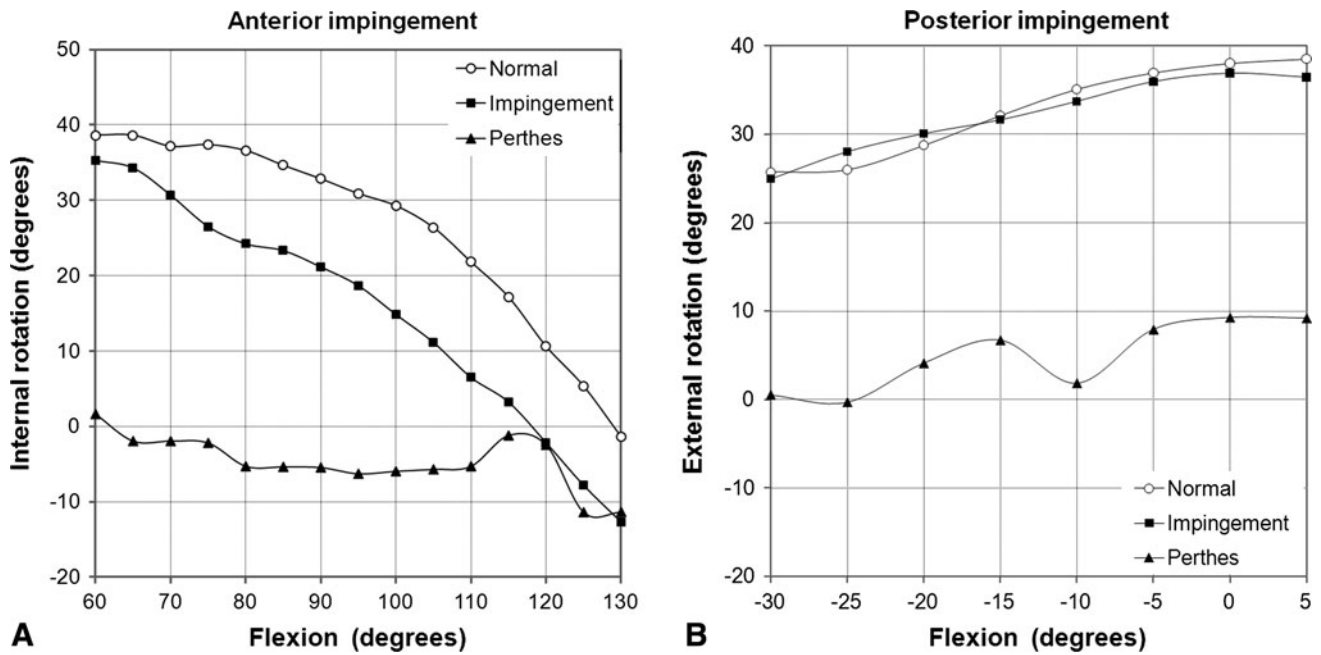 Anterior impingement
50
40
30
20
10
0
-10
-20
Internal rotation (degrees)
Normal
Impingement
Perthes
60 70 80 90 100 110 120 130
Flexion (degrees)
A
Posterior impingement
40
30
20
10
0
-10
-20
External rotation (degrees)
Normal
Impingement
Perthes
-30 -25 -20 -15 -10 -5 0 5
Flexion (degrees)
B